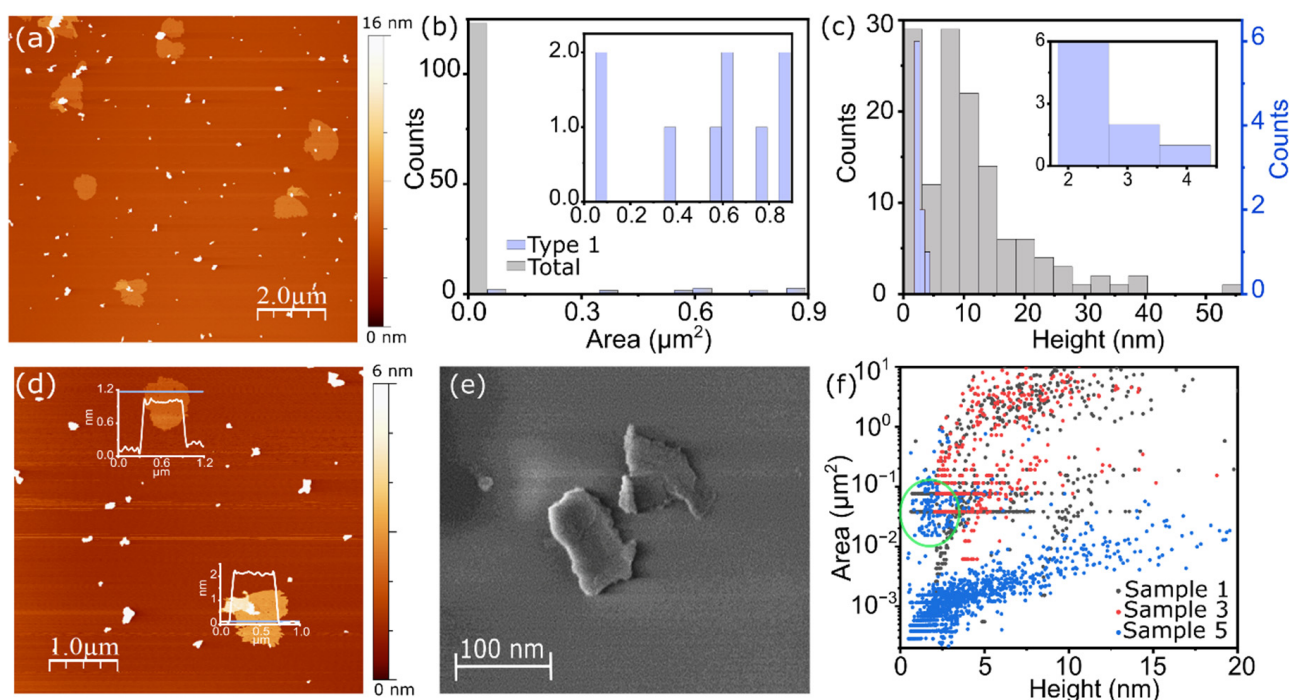 (a)
16 nm
0 nm
2.0μm
(b)
100
50
0
Counts
2.0
1.0
0.0
0.0 0.2 0.4 0.6 0.8
Type 1
Total
0.0 0.3 0.6 0.9
Area (μm²)
(c)
30
20
10
0
Counts
6
3
0
2 3 4
6
4
2
0
Counts
0 10 20 30 40 50
Height (nm)
(d)
6 nm
0 nm
1.2
0.6
0.0
nm
0.0 0.6 1.2
μm
2
1
0
nm
0.0 0.5 1.0
μm
1.0μm
(e)
100 nm
(f)
10¹
10⁰
10⁻¹
10⁻²
10⁻³
Area (μm²)
Sample 1
Sample 3
Sample 5
0 5 10 15 20
Height (nm)